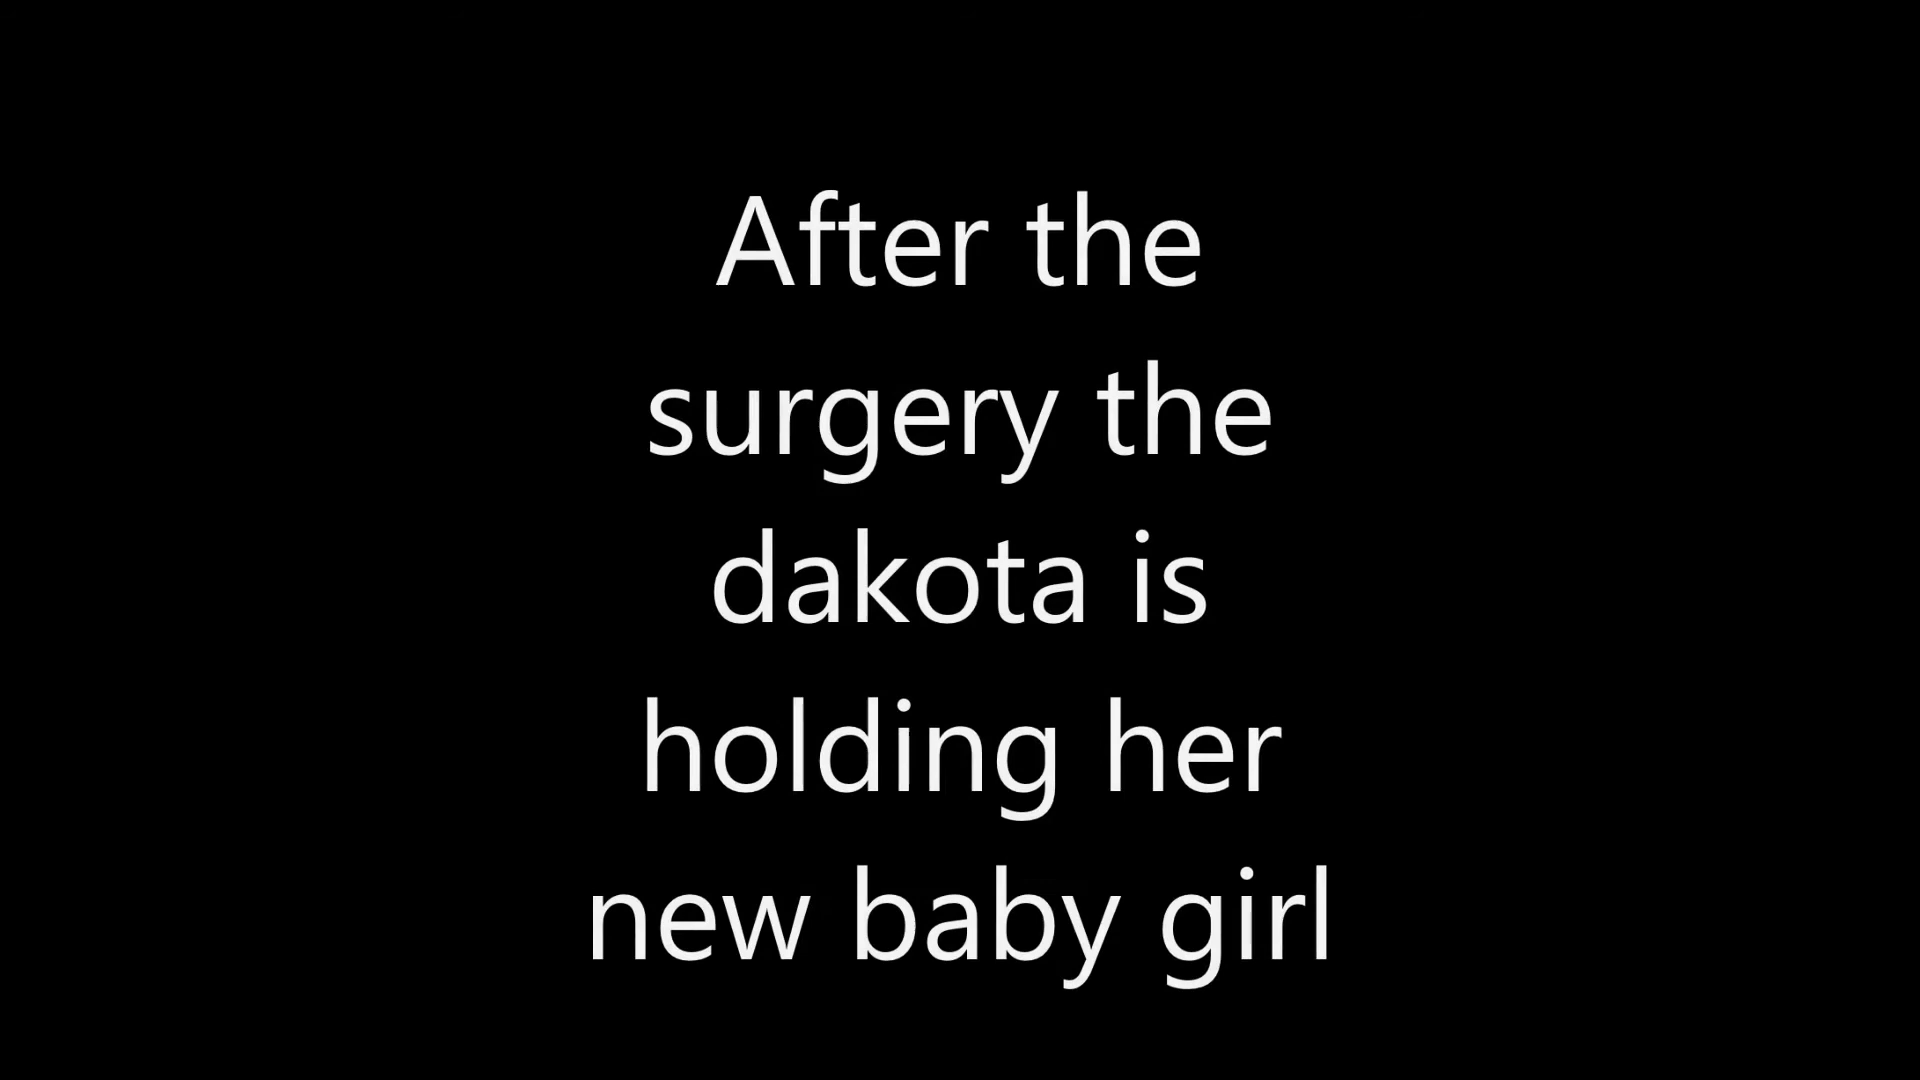 After the
surgery the
dakota is
holding her
new baby girl